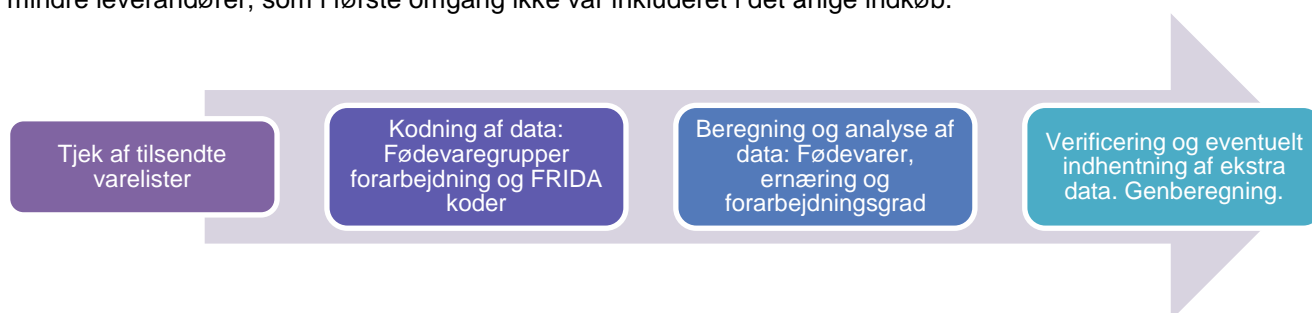 mindre leverandører, som i første omgang ikke var inkluderet i det årlige indkøb.
Tjek af tilsendte
varelister
Kodning af data:
Fødevaregrupper
forarbejdning og FRIDA
koder
Beregning og analyse af
data: Fødevarer,
ernæring og
forarbejdningsgrad
Verificering og eventuelt
indhentning af ekstra
data. Genberegning.